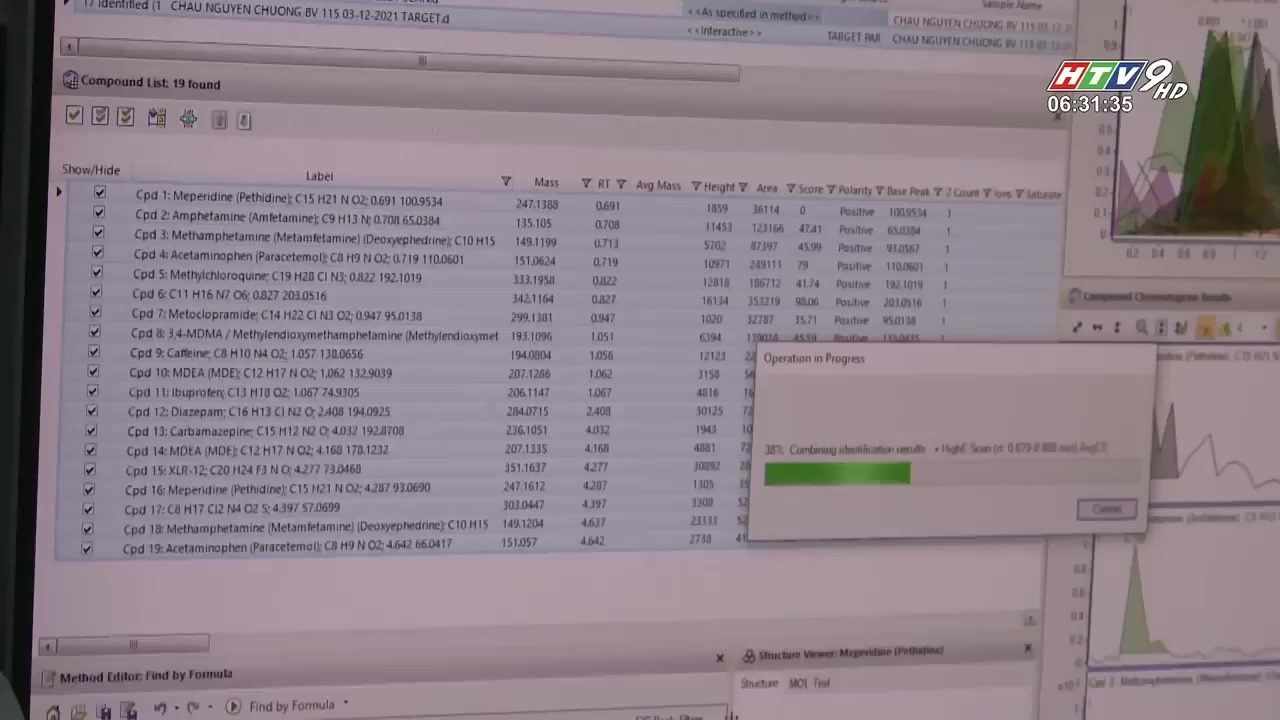 17 Identified (1 CHAU NGUYEN CHUONG BV 115 03-12-2021 TARGET.d
<<As specified in method>>
<<Interactive>>
TARGET PAR
Sample Name
CHAU NGUYEN CHUONG BV 115 03-12-
CHAU NGUYEN CHUONG BV 115 03-12-
HTV9 HD
06:31:35
Compound List: 19 found
Show/Hide Label Mass RT Avg Mass Height Area Score Polarity Base Peak Z Count Ions Saturate
Cpd 1: Meperidine (Pethidine); C15 H21 N O2; 0.691 100.9534 247.1388 0.691 1859 36114 0 Positive 100.9534 1
Cpd 2: Amphetamine (Amfetamine); C9 H13 N; 0.708 65.0384 135.105 0.708 11453 123166 47.41 Positive 65.0384 1
Cpd 3: Methamphetamine (Metamfetamine) (Deoxyephedrine); C10 H15 149.1199 0.713 5702 87397 45.99 Positive 93.0567 1
Cpd 4: Acetaminophen (Paracetemol); C8 H9 N O2; 0.719 110.0601 151.0624 0.719 10971 249111 79 Positive 110.0601 1
Cpd 5: Methylchloroquine; C19 H28 Cl N3; 0.822 192.1019 333.1958 0.822 12818 186712 41.74 Positive 192.1019 1
Cpd 6: C11 H16 N7 O6; 0.827 203.0516 342.1164 0.827 16134 353219 98.06 Positive 203.0516 1
Cpd 7: Metoclopramide; C14 H22 Cl N3 O2; 0.947 95.0138 299.1381 0.947 1020 32787 35.71 Positive 95.0138 1
Cpd 8: 3,4-MDMA / Methylendioxymethamphetamine (Methylendioxymet 193.1096 1.051 6394
Cpd 9: Caffeine; C8 H10 N4 O2; 1.057 138.0656 194.0804 1.056 12123
Cpd 10: MDEA (MDE); C12 H17 N O2; 1.062 132.9039 207.1286 1.062 3158
Cpd 11: Ibuprofen; C13 H18 O2; 1.067 74.9305 206.1147 1.067 4816
Cpd 12: Diazepam; C16 H13 Cl N2 O; 2.408 194.0925 284.0715 2.408 30125
Cpd 13: Carbamazepine; C15 H12 N2 O; 4.032 192.8708 236.1051 4.032 1943
Cpd 14: MDEA (MDE); C12 H17 N O2; 4.168 178.1232 207.1335 4.168 4881
Cpd 15: XLR-12; C20 H24 F3 N O; 4.277 73.0468 351.1637 4.277 30892
Cpd 16: Meperidine (Pethidine); C15 H21 N O2; 4.287 93.0690 247.1612 4.287 1305
Cpd 17: C8 H17 Cl2 N4 O2 S; 4.397 57.0699 303.0447 4.397 3308
Cpd 18: Methamphetamine (Metamfetamine) (Deoxyephedrine); C10 H15 149.1204 4.637 23333
Cpd 19: Acetaminophen (Paracetemol); C8 H9 N O2; 4.642 66.0417 151.057 4.642 2738
Operation in Progress
38% Combining identification results
Cancel
Compound Chromatogram Results
Method Editor: Find by Formula
Find by Formula
Structure Viewer: Meperidine (Pethidine)
Structure MOL Text